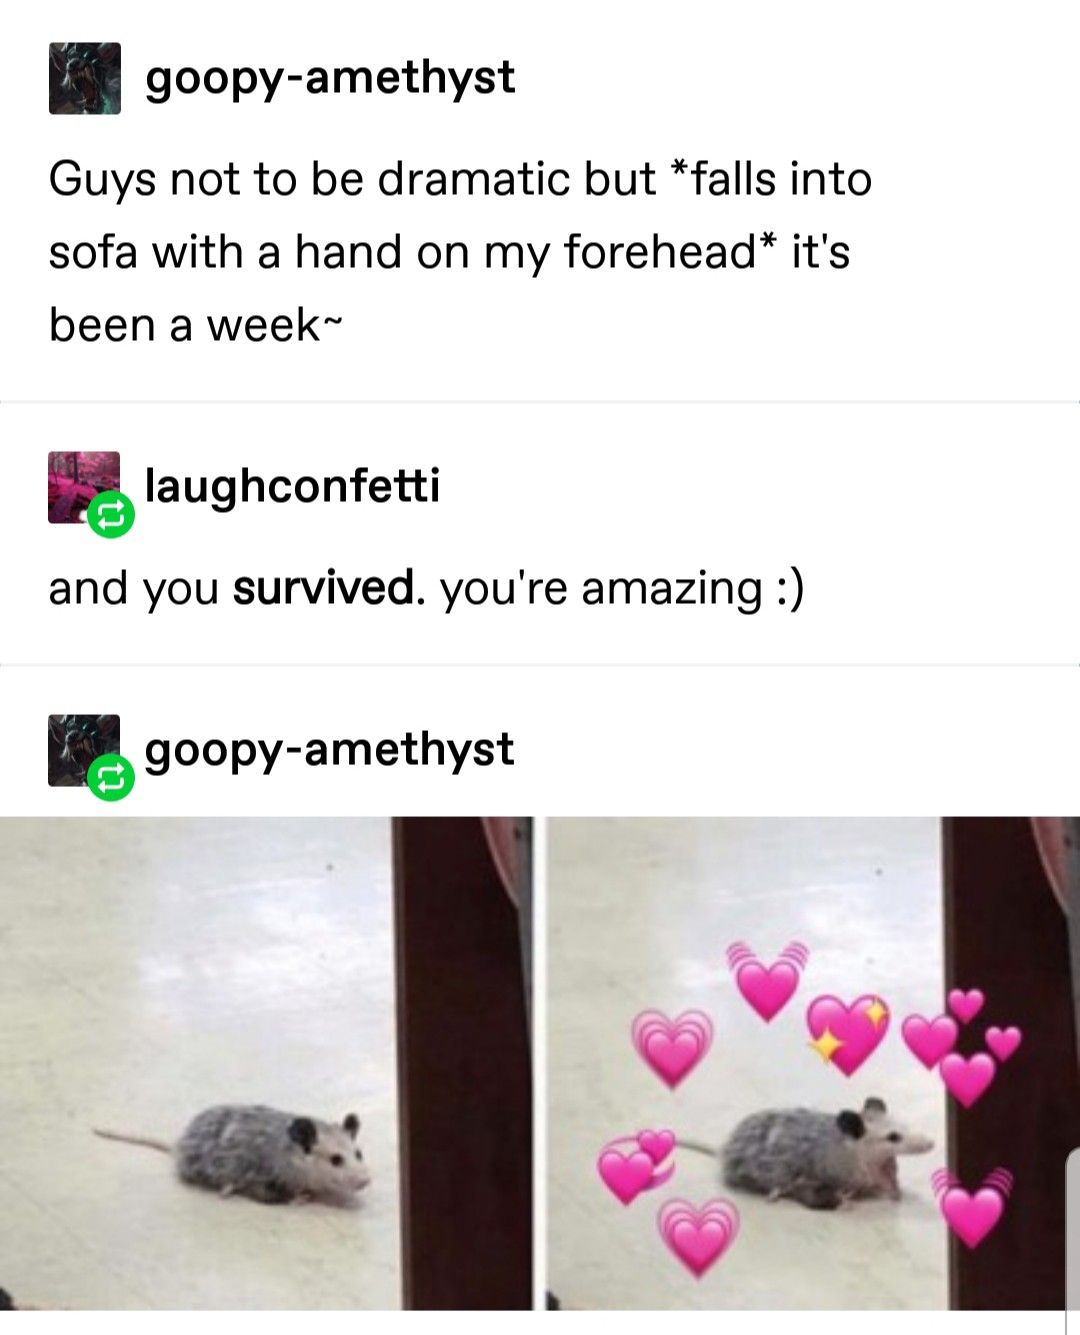 goopy-amethyst
Guys not to be dramatic but *falls into
sofa with a hand on my forehead* it's
been a week~
laughconfetti
and you survived. you're amazing :)
goopy-amethyst